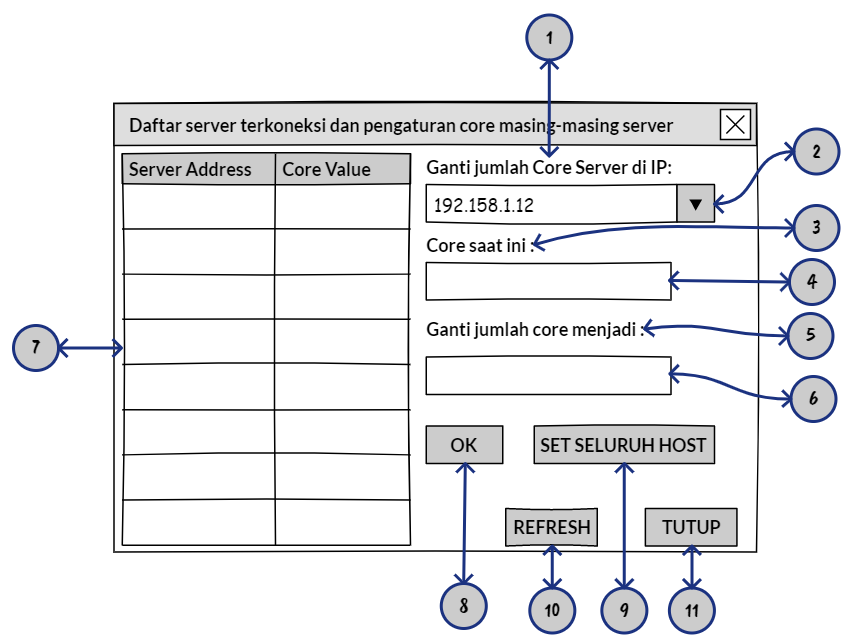 1
Daftar server terkoneksi dan pengaturan core masing-masing server
Server Address
Core Value
Ganti jumlah Core Server di IP:
2
192.158.1.12
3
Core saat ini :
4
Ganti jumlah core menjadi :
5
7
6
OK
SET SELURUH HOST
REFRESH
TUTUP
8
10
9
11